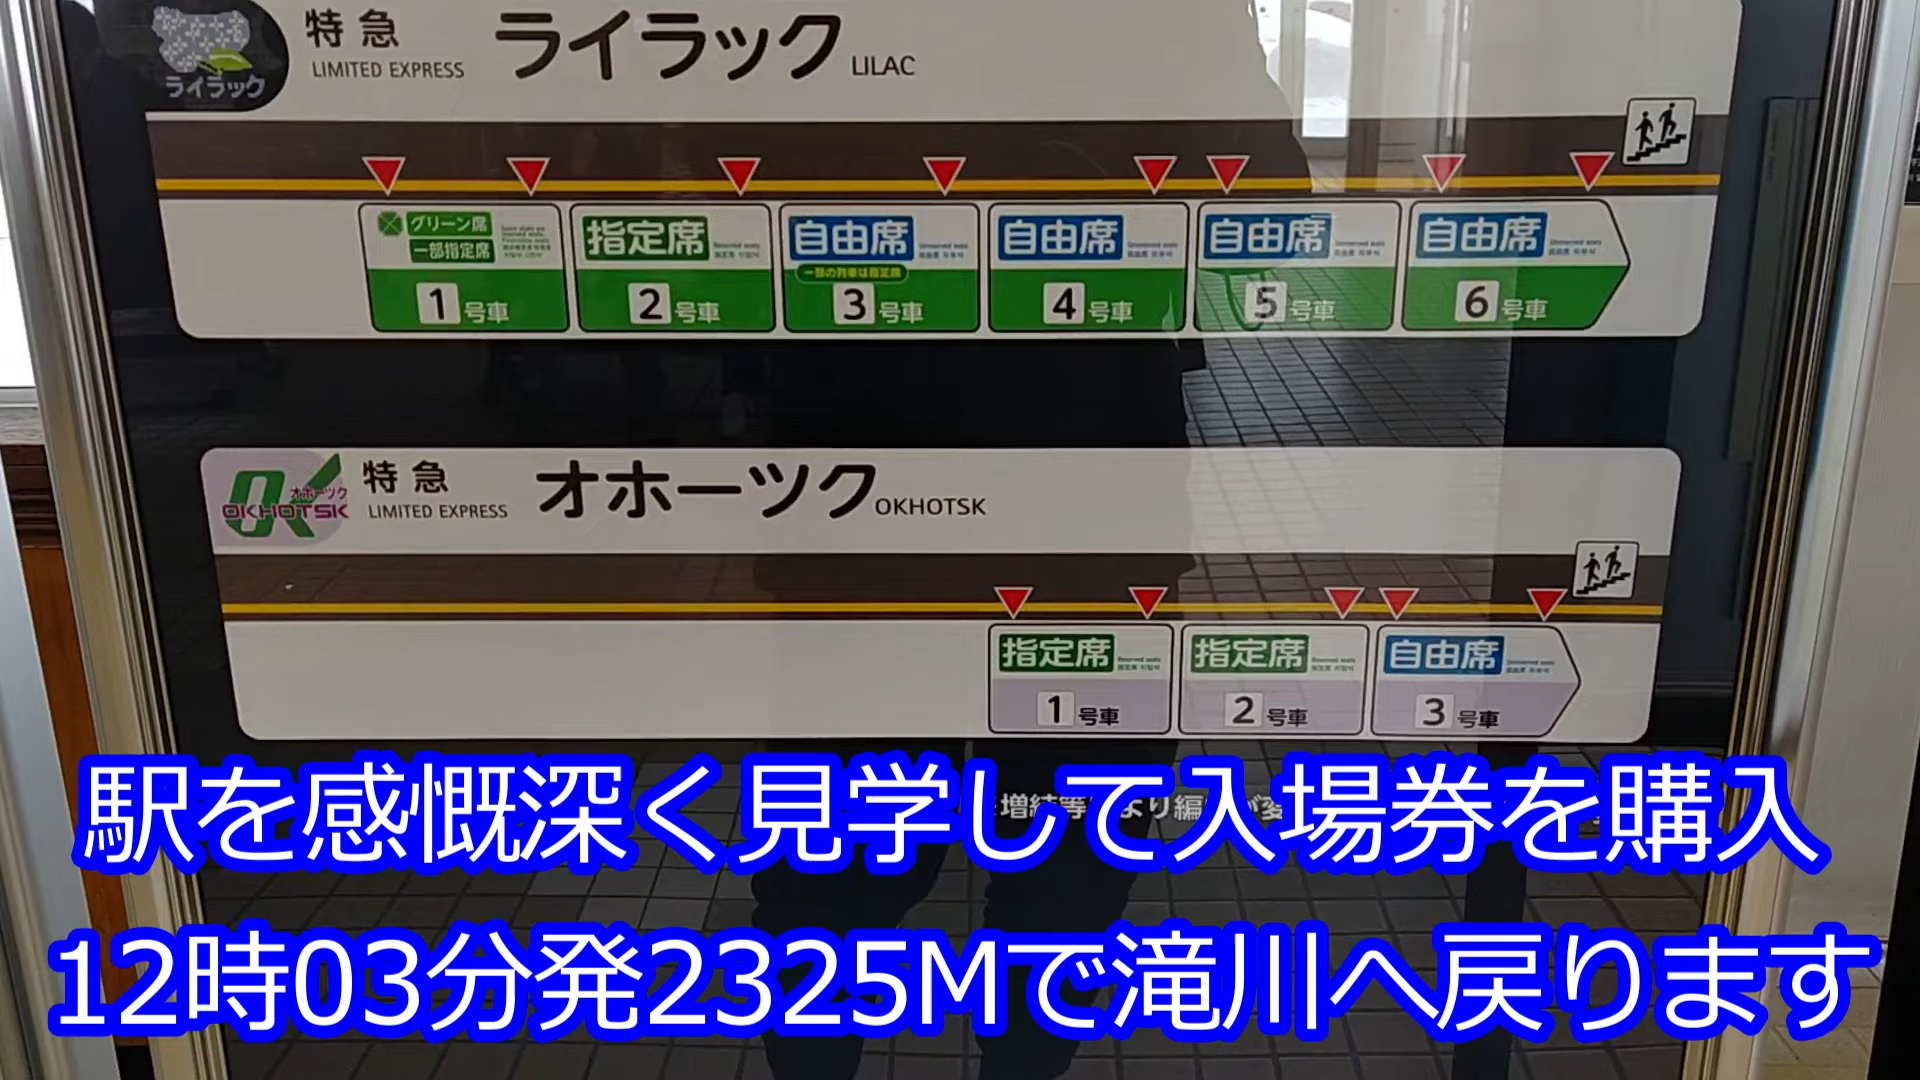 ライラック
特急
LIMITED EXPRESS
ライラック LILAC
グリーン席
一部指定席
1号車
指定席
2号車
自由席
一部の列車は指定席
3号車
自由席
4号車
自由席
5号車
自由席
6号車
オホーツク
OKHOTSK
特急
LIMITED EXPRESS
オホーツク OKHOTSK
指定席
1号車
指定席
2号車
自由席
3号車
増結等
より編
駅を感慨深く見学して入場券を購入
12時03分発2325Mで滝川へ戻ります